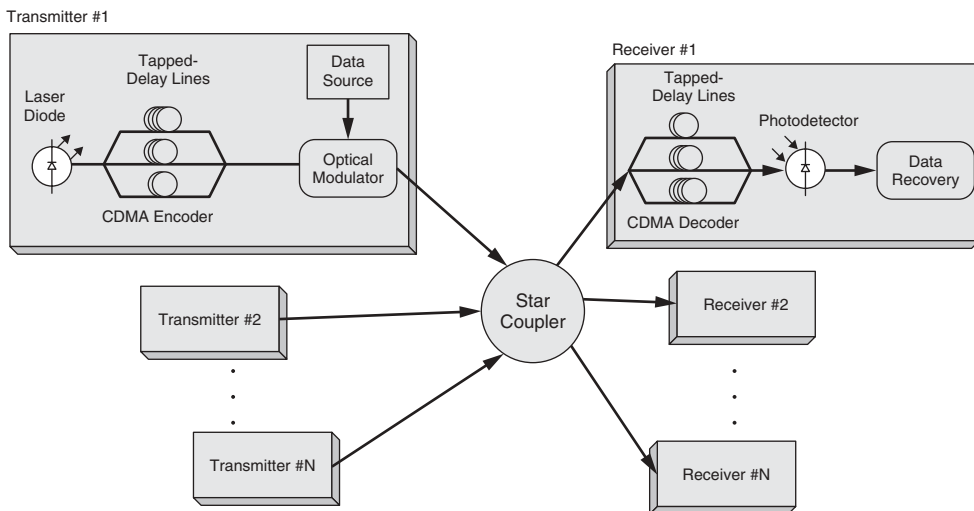 Transmitter #1
Tapped-
Delay Lines
Data
Source
Laser
Diode
Optical
Modulator
CDMA Encoder
Receiver #1
Tapped-
Delay Lines
Photodetector
Data
Recovery
CDMA Decoder
Star
Coupler
Transmitter #2
Receiver #2
Transmitter #N
Receiver #N